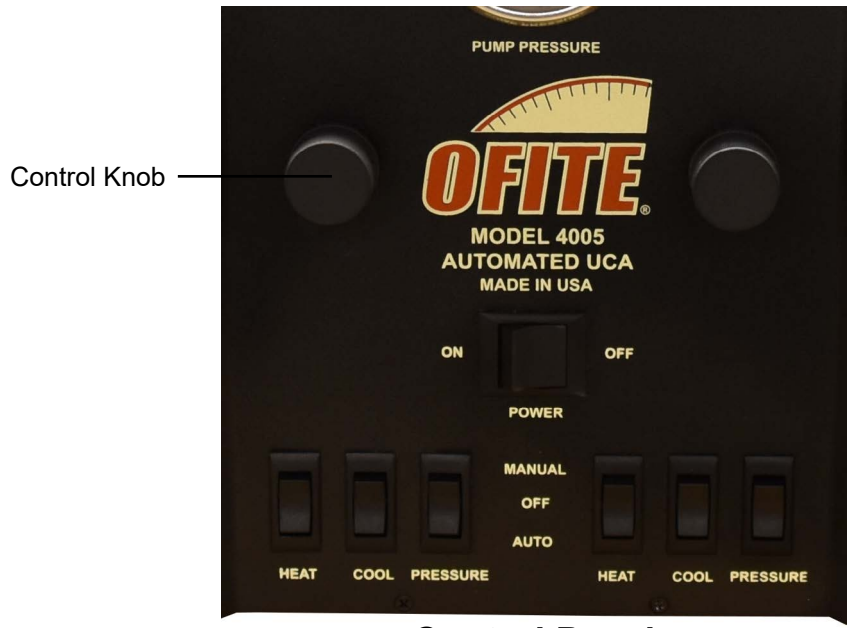 PUMP PRESSURE
Control Knob
OFITE®
MODEL 4005
AUTOMATED UCA
MADE IN USA
ON OFF
POWER
MANUAL
OFF
AUTO
HEAT COOL PRESSURE HEAT COOL PRESSURE